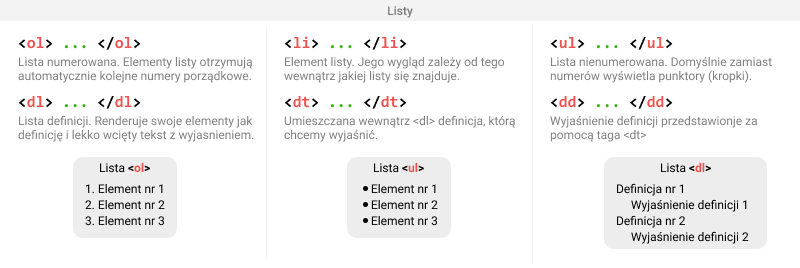 Listy
<ol> ... </ol>
Lista numerowana. Elementy listy otrzymują
automatycznie kolejne numery porządkowe.
<dl> ... </dl>
Lista definicji. Renderuje swoje elementy jak
definicję i lekko wcięty tekst z wyjasnieniem.
Lista <ol>
1. Element nr 1
2. Element nr 2
3. Element nr 3
<li> ... </li>
Element listy. Jego wygląd zależy od tego
wewnątrz jakiej listy się znajduje.
<dt> ... </dt>
Umieszczana wewnątrz <dl> definicja, którą
chcemy wyjaśnić.
Lista <ul>
• Element nr 1
• Element nr 2
• Element nr 3
<ul> ... </ul>
Lista nienumerowana. Domyślnie zamiast
numerów wyświetla punktory (kropki).
<dd> ... </dd>
Wyjaśnienie definicji przedstawionje za
pomocą taga <dt>
Lista <dl>
Definicja nr 1
Wyjaśnienie definicji 1
Definicja nr 2
Wyjaśnienie definicji 2